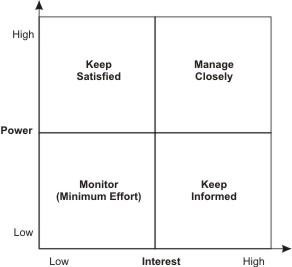 High
Keep
Satisfied
Manage
Closely
Power
Monitor
(Minimum Effort)
Keep
Informed
Low
Low
Interest
High